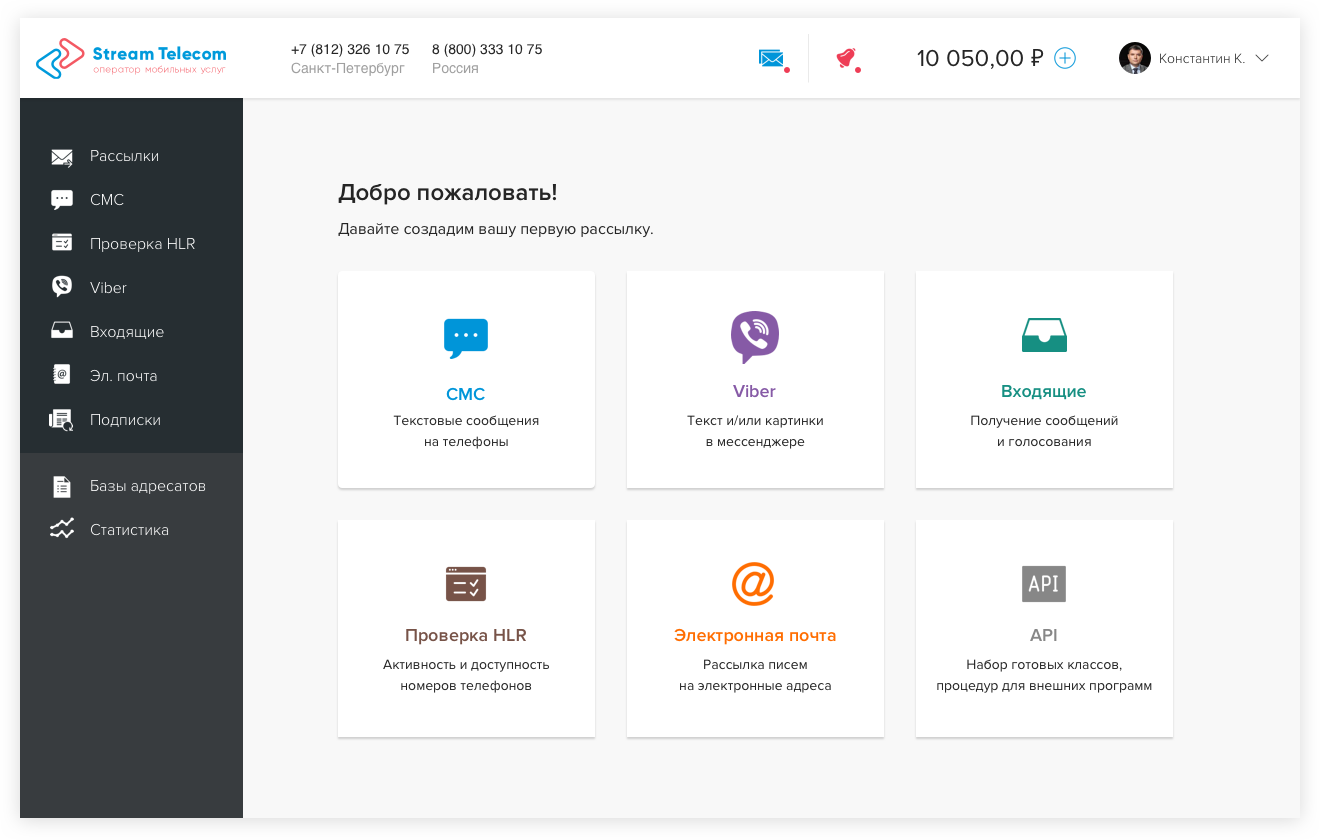 Stream Telecom
оператор мобильных услуг
+7 (812) 326 10 75
Санкт-Петербург
8 (800) 333 10 75
Россия
10 050,00 ₽
Константин К.
Рассылки
СМС
Проверка HLR
Viber
Входящие
Эл. почта
Подписки
Базы адресатов
Статистика
Добро пожаловать!
Давайте создадим вашу первую рассылку.
СМС
Текстовые сообщения
на телефоны
Viber
Текст и/или картинки
в мессенджере
Входящие
Получение сообщений
и голосования
Проверка HLR
Активность и доступность
номеров телефонов
@
Электронная почта
Рассылка писем
на электронные адреса
API
API
Набор готовых классов,
процедур для внешних программ